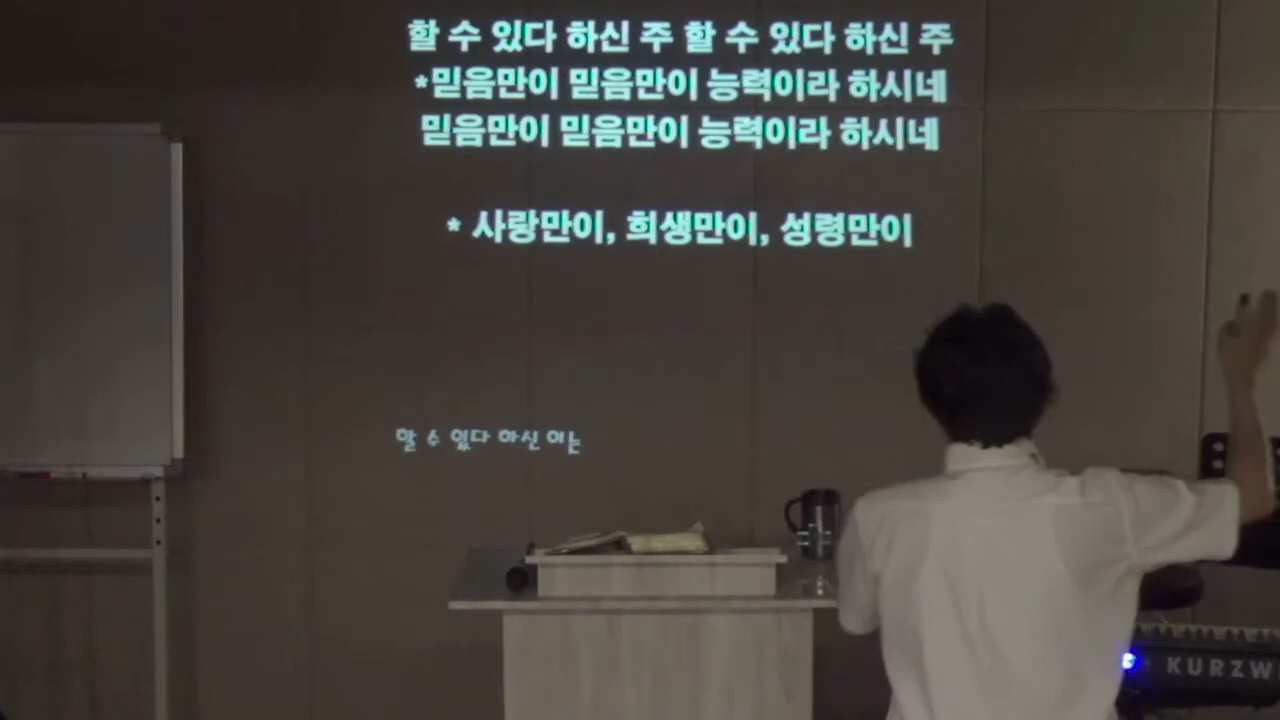 할 수 있다 하신 주 할 수 있다 하신 주
*믿음만이 믿음만이 능력이라 하시네
믿음만이 믿음만이 능력이라 하시네
* 사랑만이, 희생만이, 성령만이
할 수 있다 하신 이는
KURZW